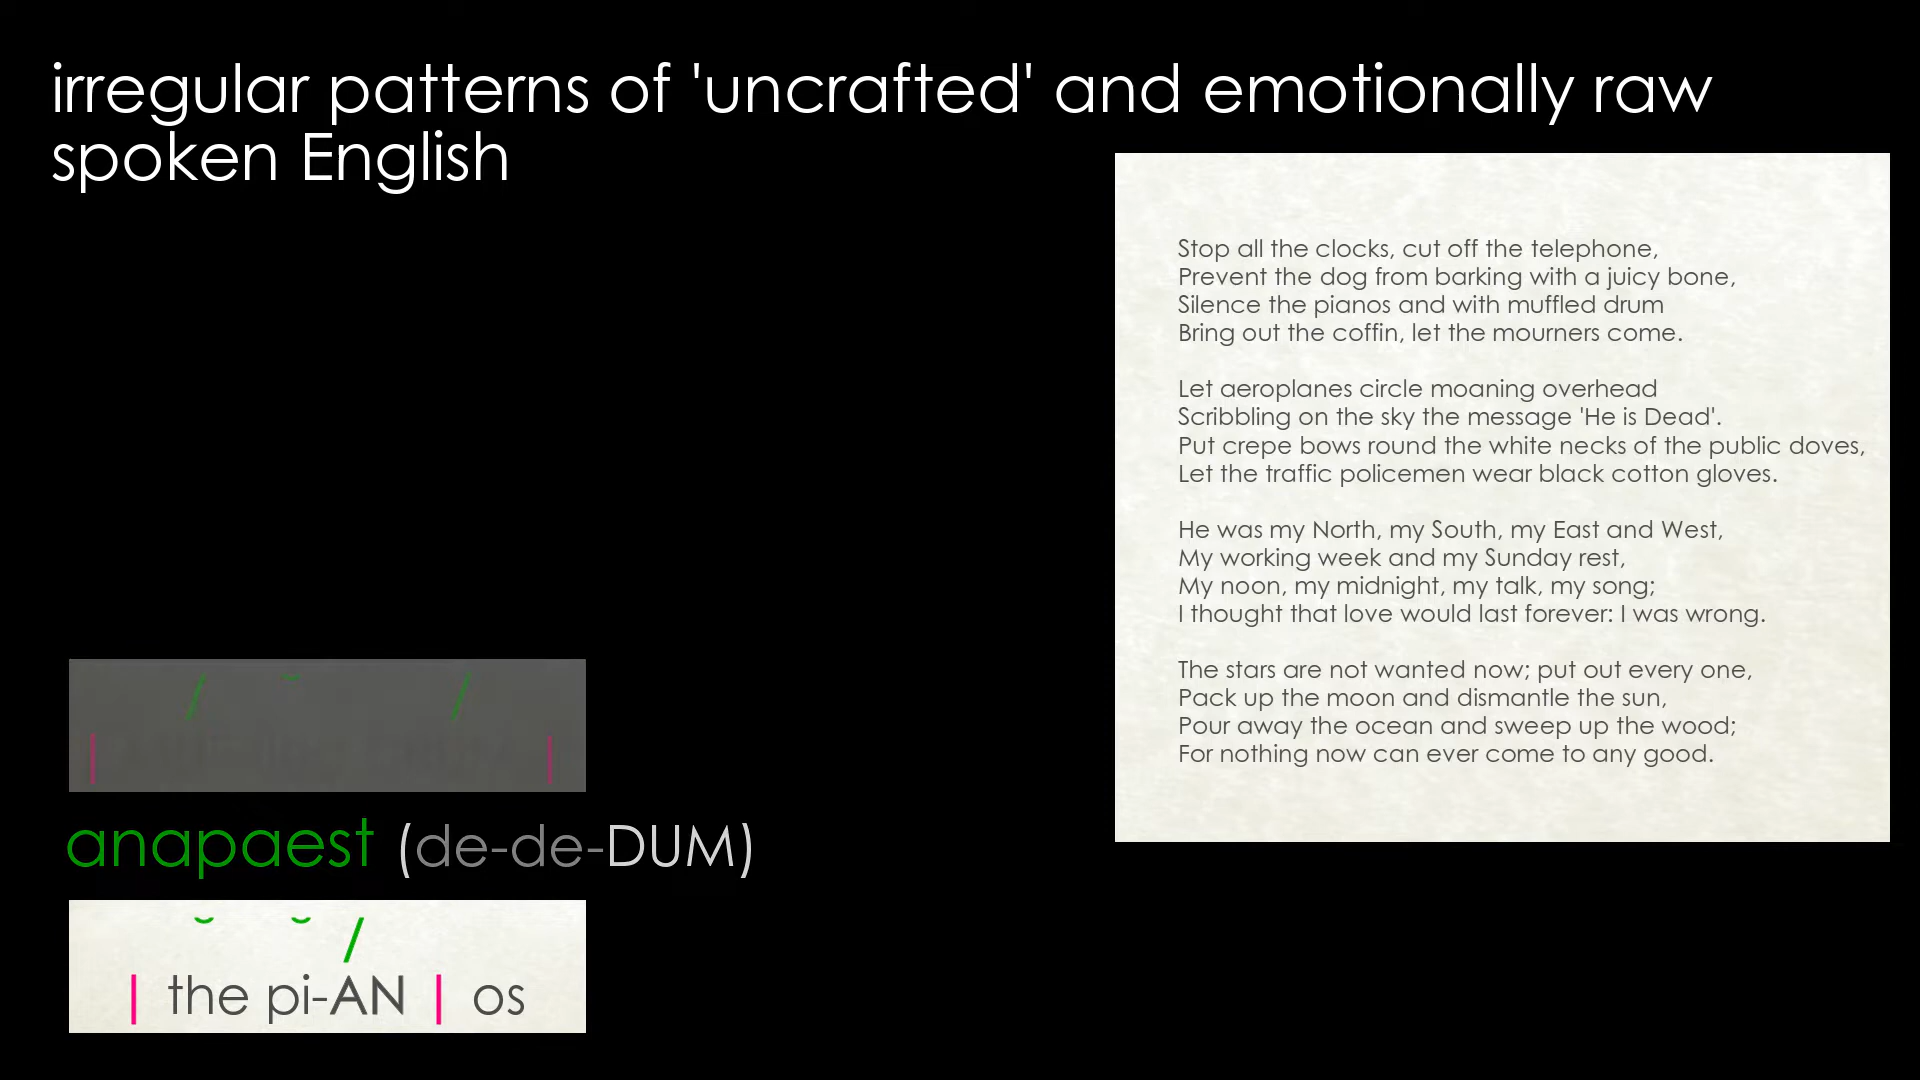 irregular patterns of 'uncrafted' and emotionally raw
spoken English
Stop all the clocks, cut off the telephone,
Prevent the dog from barking with a juicy bone,
Silence the pianos and with muffled drum
Bring out the coffin, let the mourners come.
Let aeroplanes circle moaning overhead
Scribbling on the sky the message 'He is Dead'.
Put crepe bows round the white necks of the public doves,
Let the traffic policemen wear black cotton gloves.
He was my North, my South, my East and West,
My working week and my Sunday rest,
My noon, my midnight, my talk, my song;
I thought that love would last forever: I was wrong.
The stars are not wanted now; put out every one,
Pack up the moon and dismantle the sun,
Pour away the ocean and sweep up the wood;
For nothing now can ever come to any good.
anapaest (de-de-DUM)
˘ ˘ /
| the pi-AN | os